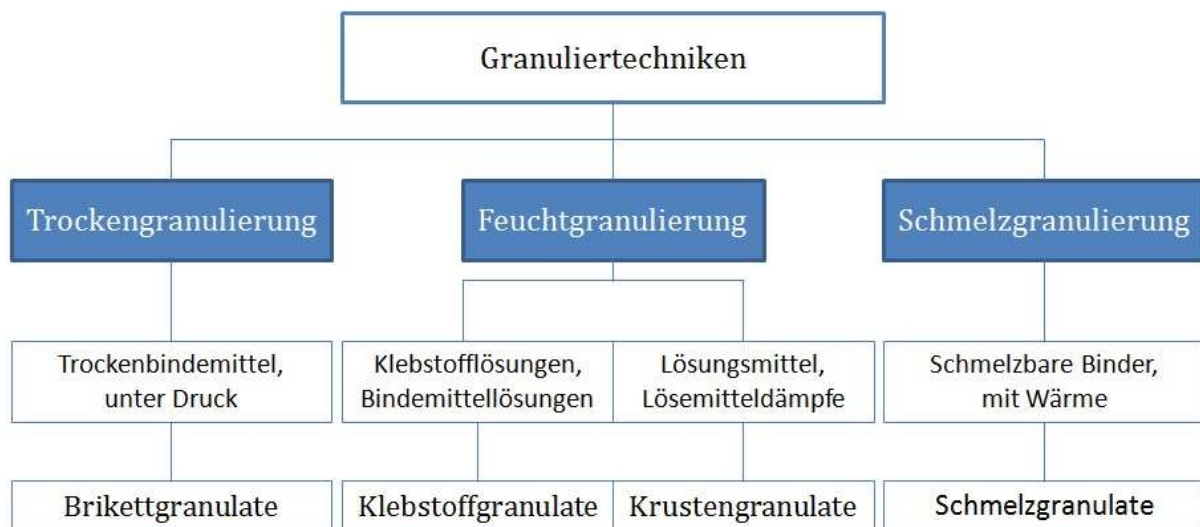 Granuliertechniken
Trockengranulierung
Feuchtgranulierung
Schmelzgranulierung
Trockenbindemittel,
unter Druck
Klebstofflösungen,
Bindemittellösungen
Lösungsmittel,
Lösemitteldämpfe
Schmelzbare Binder,
mit Wärme
Brikettgranulate
Klebstoffgranulate
Krustengranulate
Schmelzgranulate